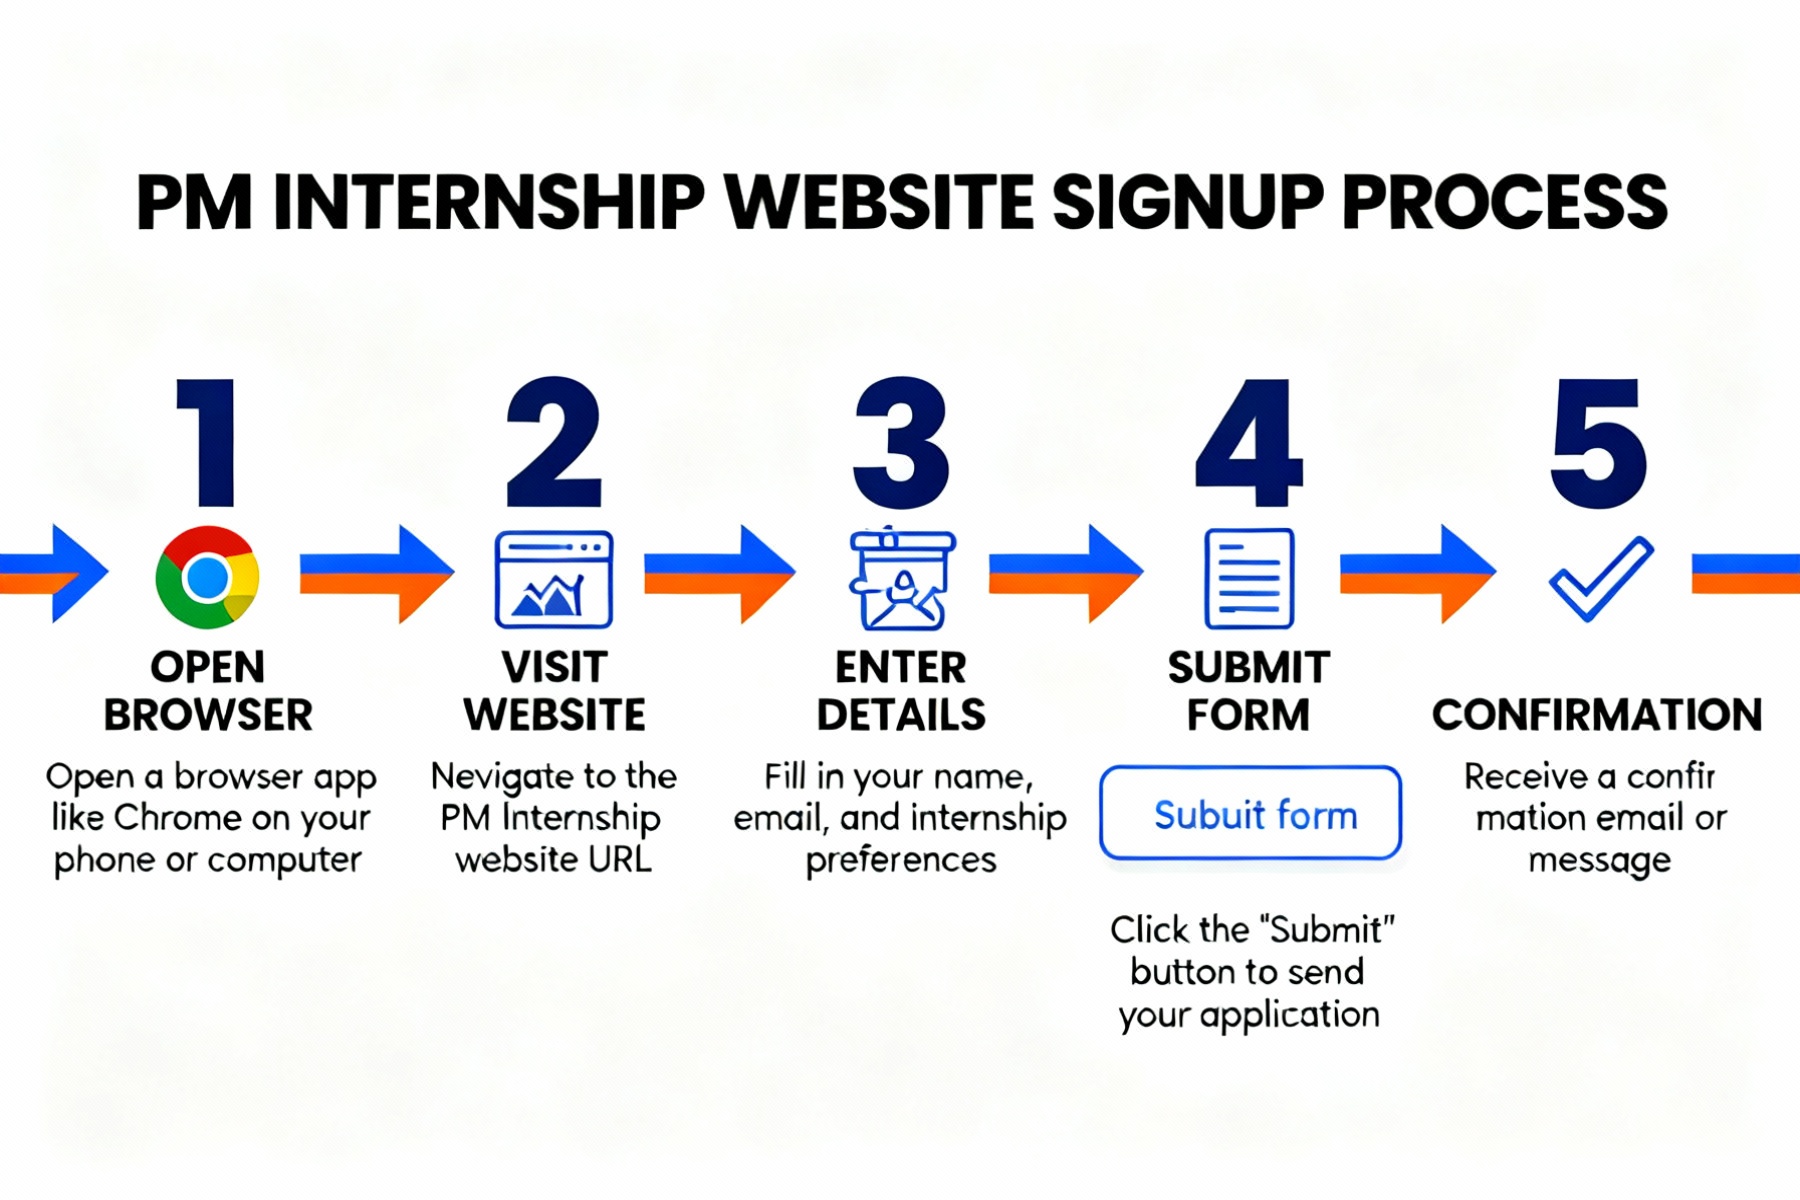 PM INTERNSHIP WEBSITE SIGNUP PROCESS
1
OPEN
BROWSER
Open a browser app
like Chrome on your
phone or computer
2
VISIT
WEBSITE
Nevigate to the
PM Internship
website URL
3
ENTER
DETAILS
Fill in your name,
email, and internship
preferences
4
SUBMIT
FORM
Subuit form
Click the "Submit"
button to send
your application
5
CONFIRMATION
Receive a confir
mation email or
message